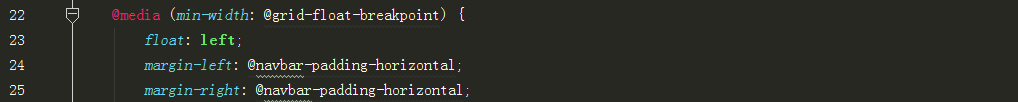 22 @media (min-width: @grid-float-breakpoint) {
23 float: left;
24 margin-left: @navbar-padding-horizontal;
25 margin-right: @navbar-padding-horizontal;